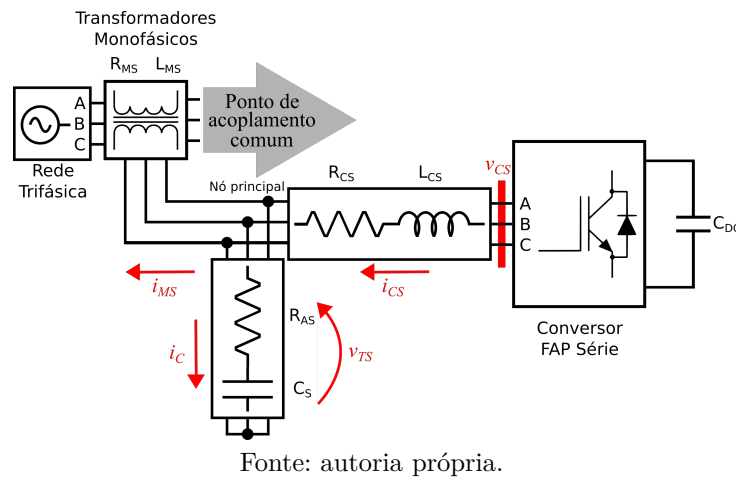 Transformadores
Monofásicos
R_MS L_MS
A
B
C
Rede
Trifásica
Ponto de
acoplamento
comum
Nó principal
R_CS L_CS
v_CS
A
B
C
C_DC
Conversor
FAP Série
i_MS
i_CS
i_C
R_AS
C_S
v_TS
Fonte: autoria própria.